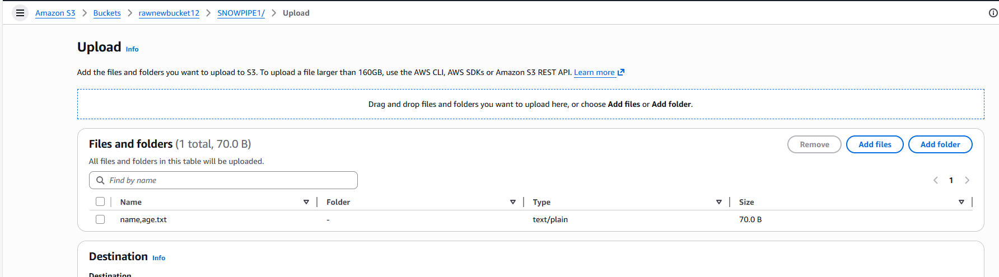 Amazon S3 > Buckets > rawnewbucket12 > SNOWPIPE1/ > Upload
Upload Info
Add the files and folders you want to upload to S3. To upload a file larger than 160GB, use the AWS CLI, AWS SDKs or Amazon S3 REST API. Learn more
Drag and drop files and folders you want to upload here, or choose Add files or Add folder.
Files and folders (1 total, 70.0 B)
Remove Add files Add folder
All files and folders in this table will be uploaded.
Find by name
1
Name Folder Type Size
name,age.txt - text/plain 70.0 B
Destination Info
Destination